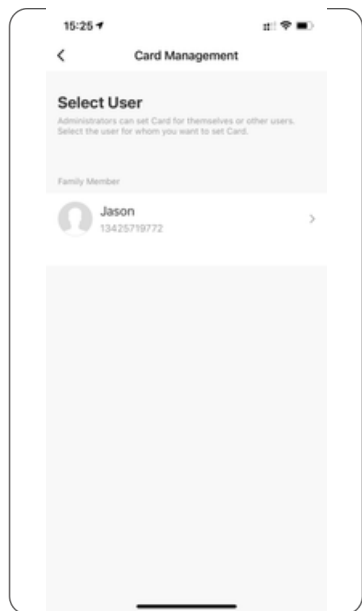 15:25
Card Management
Select User
Administrators can set Card for themselves or other users.
Select the user for whom you want to set Card.
Family Member
Jason
13425719772